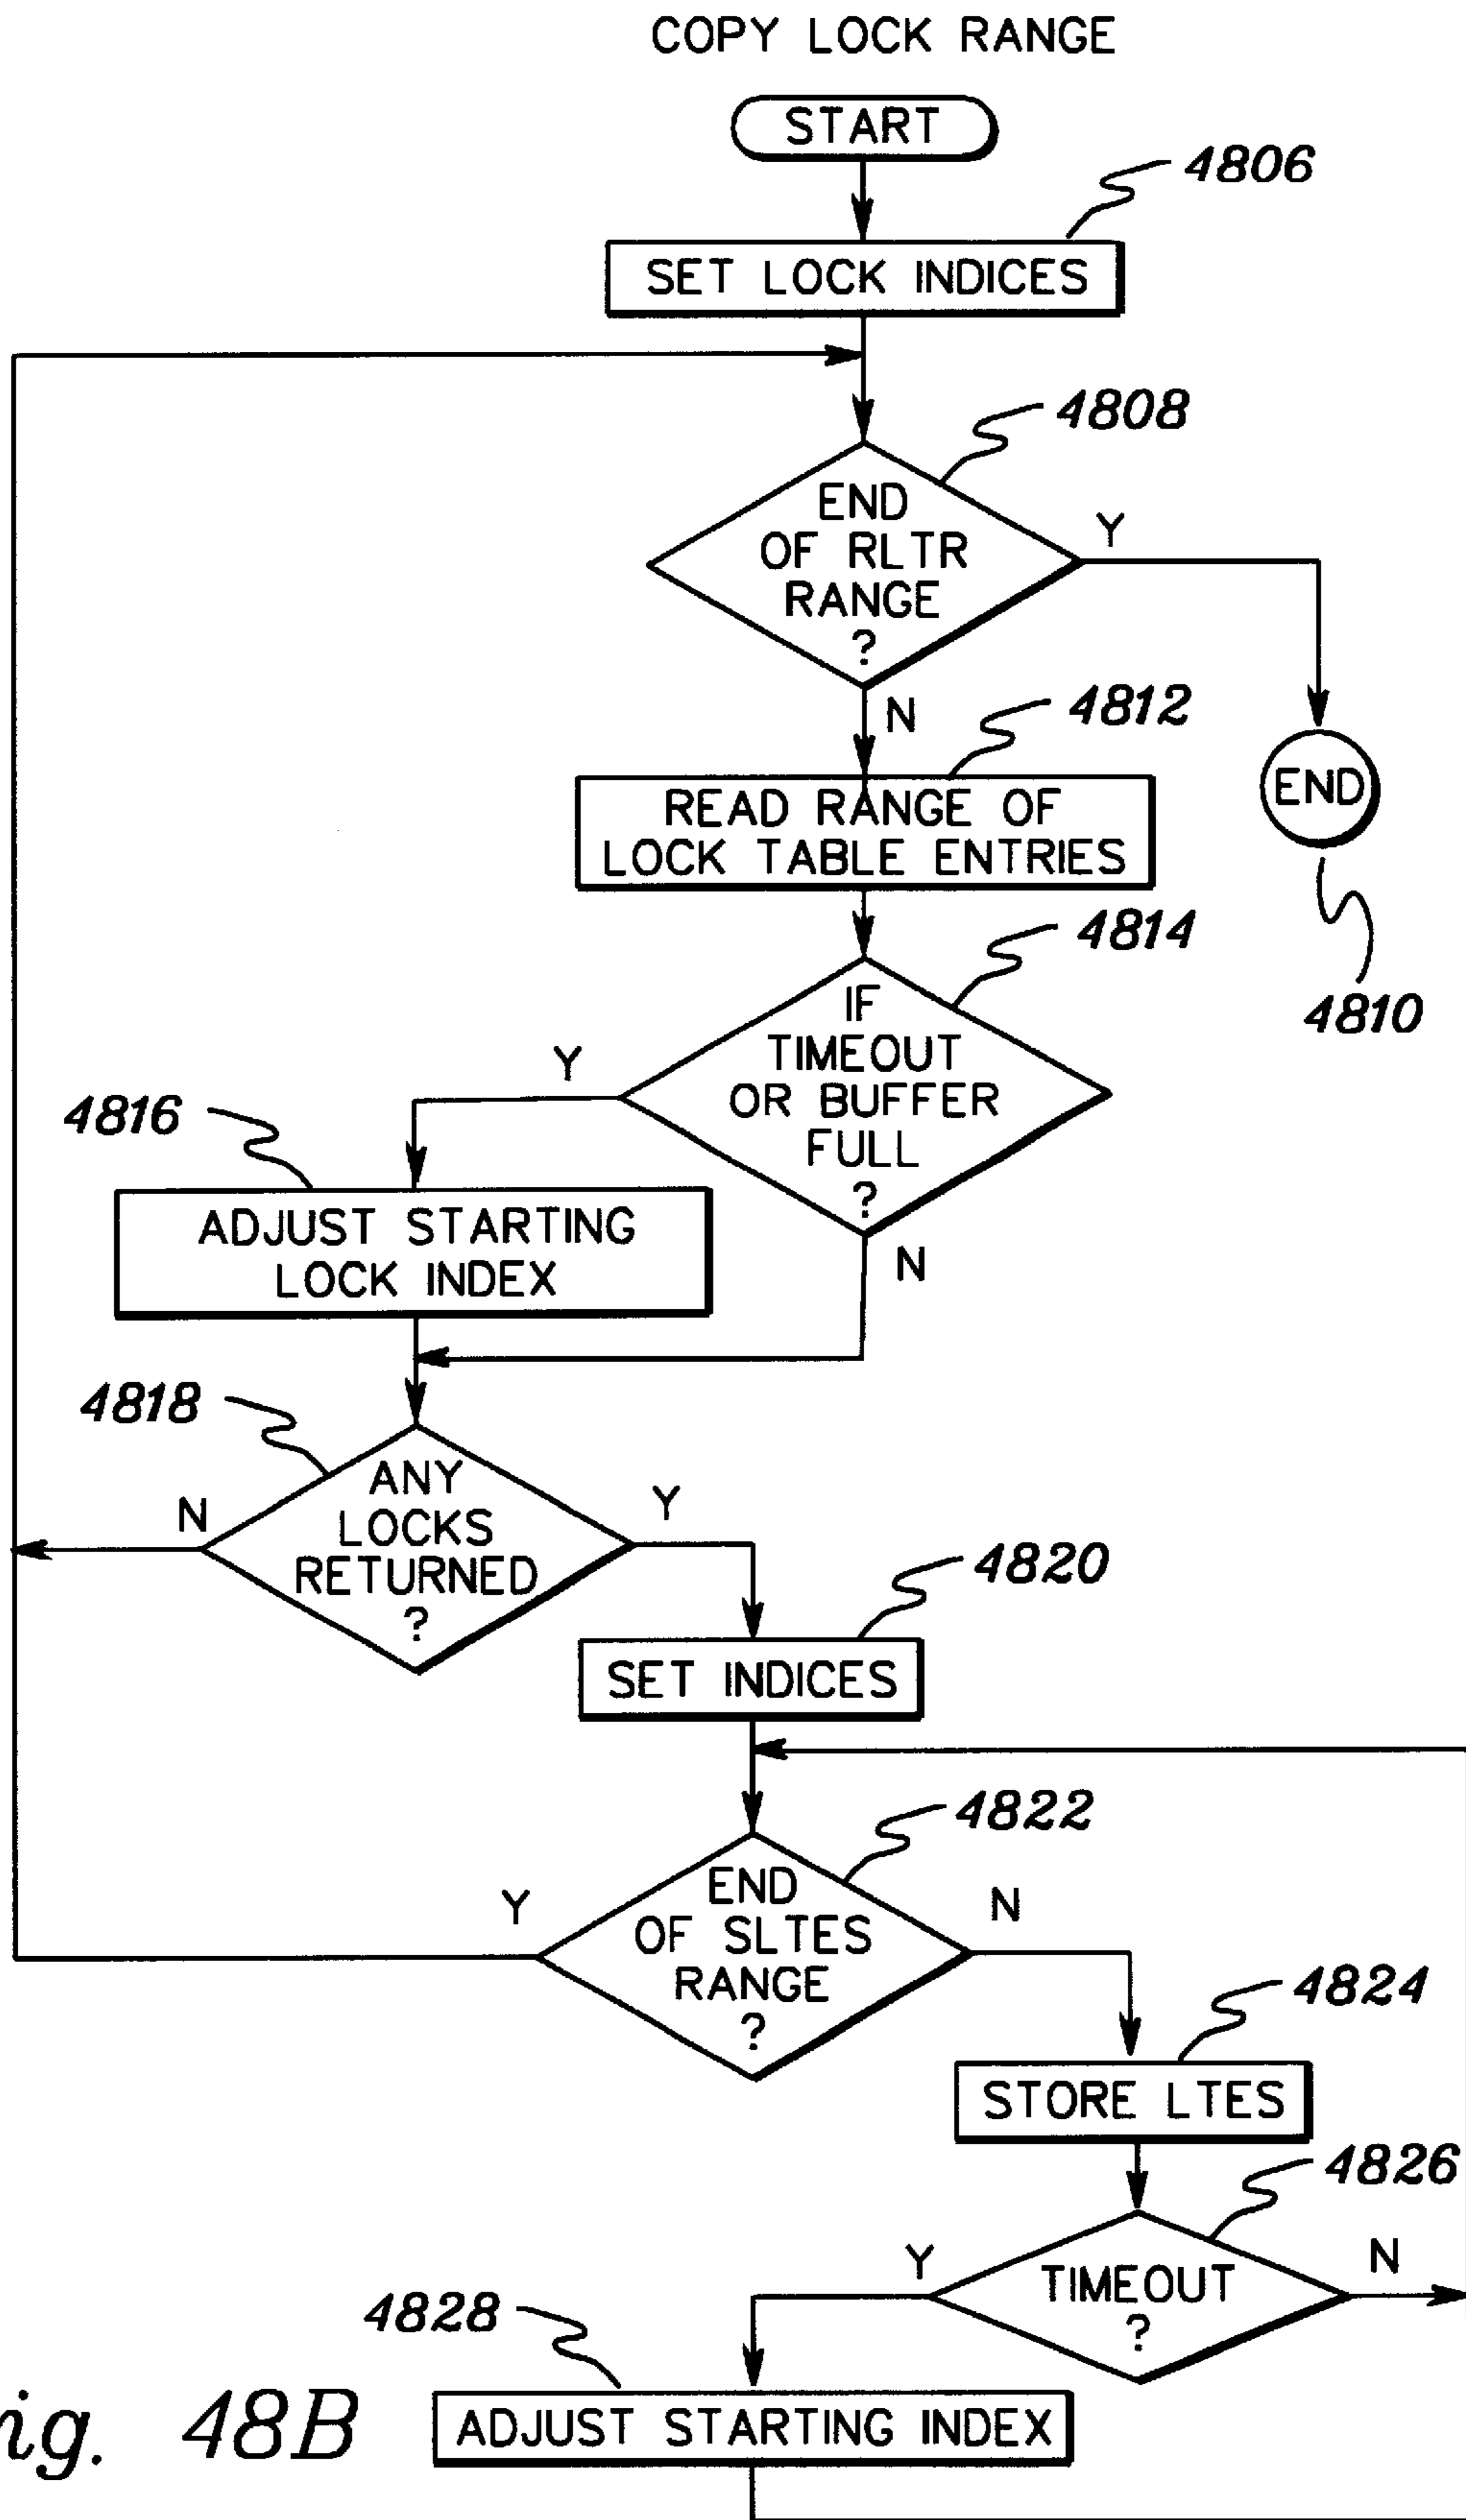 COPY LOCK RANGE
START
4806
SET LOCK INDICES
4808
END
OF RLTR
RANGE
?
Y
N
4812
READ RANGE OF
LOCK TABLE ENTRIES
END
4810
4814
IF
TIMEOUT
OR BUFFER
FULL
?
Y
N
4816
ADJUST STARTING
LOCK INDEX
4818
ANY
LOCKS
RETURNED
?
N
Y
4820
SET INDICES
4822
END
OF SLTES
RANGE
?
Y
N
4824
STORE LTES
4826
TIMEOUT
?
Y
N
4828
ADJUST STARTING INDEX
ig. 48B